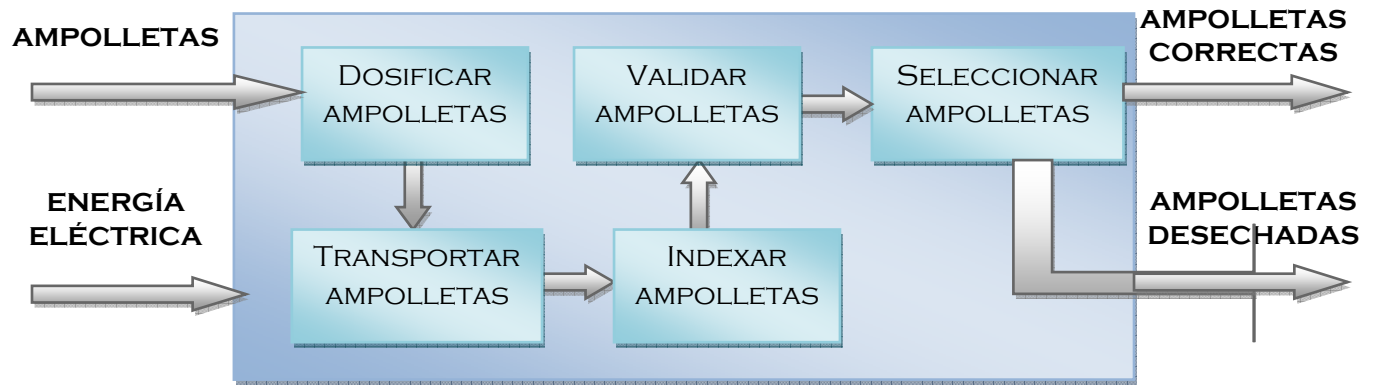 AMPOLLETAS
DOSIFICAR
AMPOLLETAS
VALIDAR
AMPOLLETAS
SELECCIONAR
AMPOLLETAS
AMPOLLETAS
CORRECTAS
ENERGÍA
ELÉCTRICA
TRANSPORTAR
AMPOLLETAS
INDEXAR
AMPOLLETAS
AMPOLLETAS
DESECHADAS